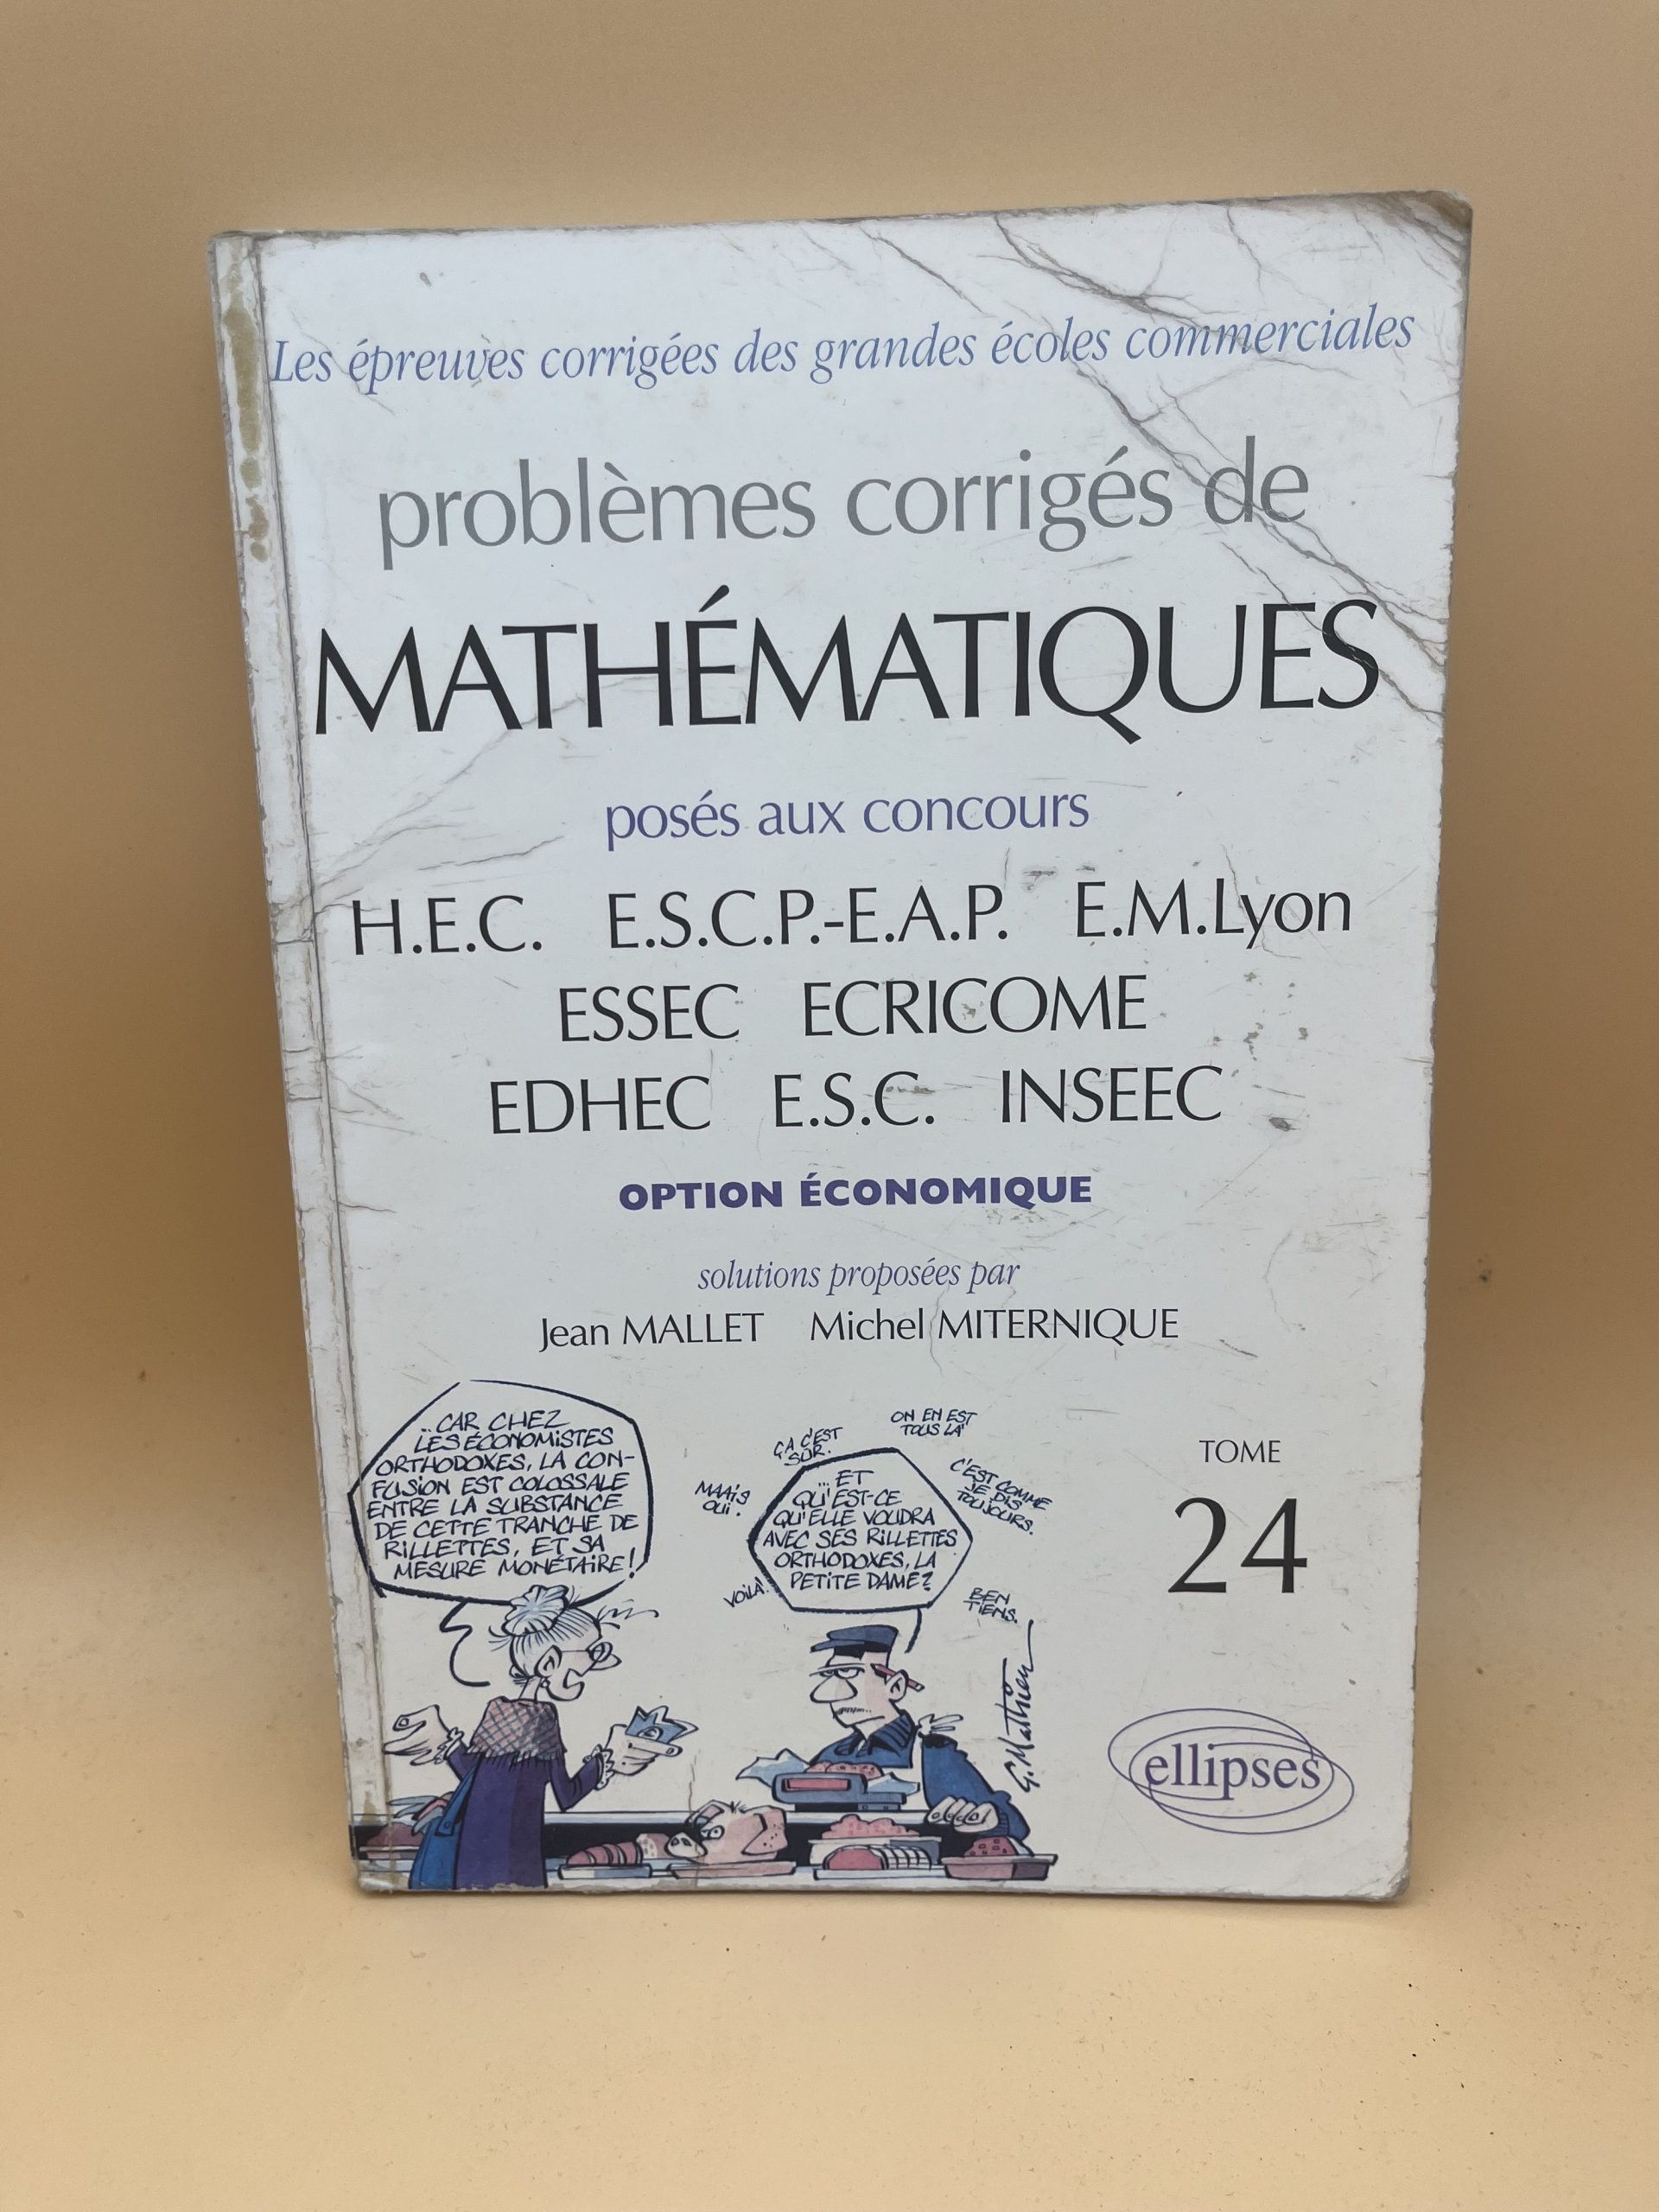 Les épreuves corrigées des grandes écoles commerciales
problèmes corrigés de
MATHÉMATIQUES
posés aux concours
H.E.C. E.S.C.P.-E.A.P. E.M.Lyon
ESSEC ECRICOME
EDHEC E.S.C. INSEEC
OPTION ÉCONOMIQUE
solutions proposées par
Jean MALLET Michel MITERNIQUE
...CAR CHEZ
LES ÉCONOMISTES
ORTHODOXES, LA CON-
FUSION EST COLOSSALE
ENTRE LA SUBSTANCE
DE CETTE TRANCHE DE
RILLETTES, ET SA
MESURE MONÉTAIRE!
MAAIS
OUI.
ÇA C'EST
SÛR.
ON EN EST
TOUS LÀ
C'EST COMME
JE DIS
TOUJOURS.
...ET
QU'EST-CE
QU'ELLE VOUDRA
AVEC SES RILLETTES
ORTHODOXES, LA
PETITE DAME?
VOILÀ.
BEN
TIENS.
G. Mathieu
TOME
24
ellipses